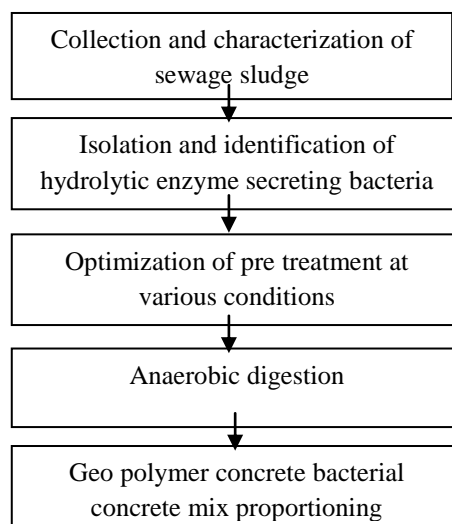 Collection and characterization of
sewage sludge
Isolation and identification of
hydrolytic enzyme secreting bacteria
Optimization of pre treatment at
various conditions
Anaerobic digestion
Geo polymer concrete bacterial
concrete mix proportioning